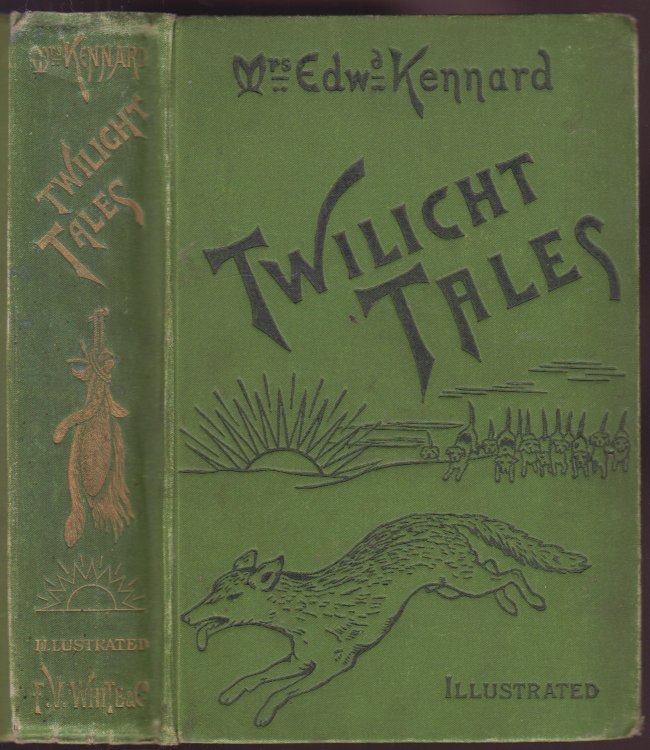 Mrs KENNARD
TWILIGHT
TALES
ILLUSTRATED
F.V. WHITE & Co
Mrs Edwd Kennard
TWILIGHT
TALES
ILLUSTRATED